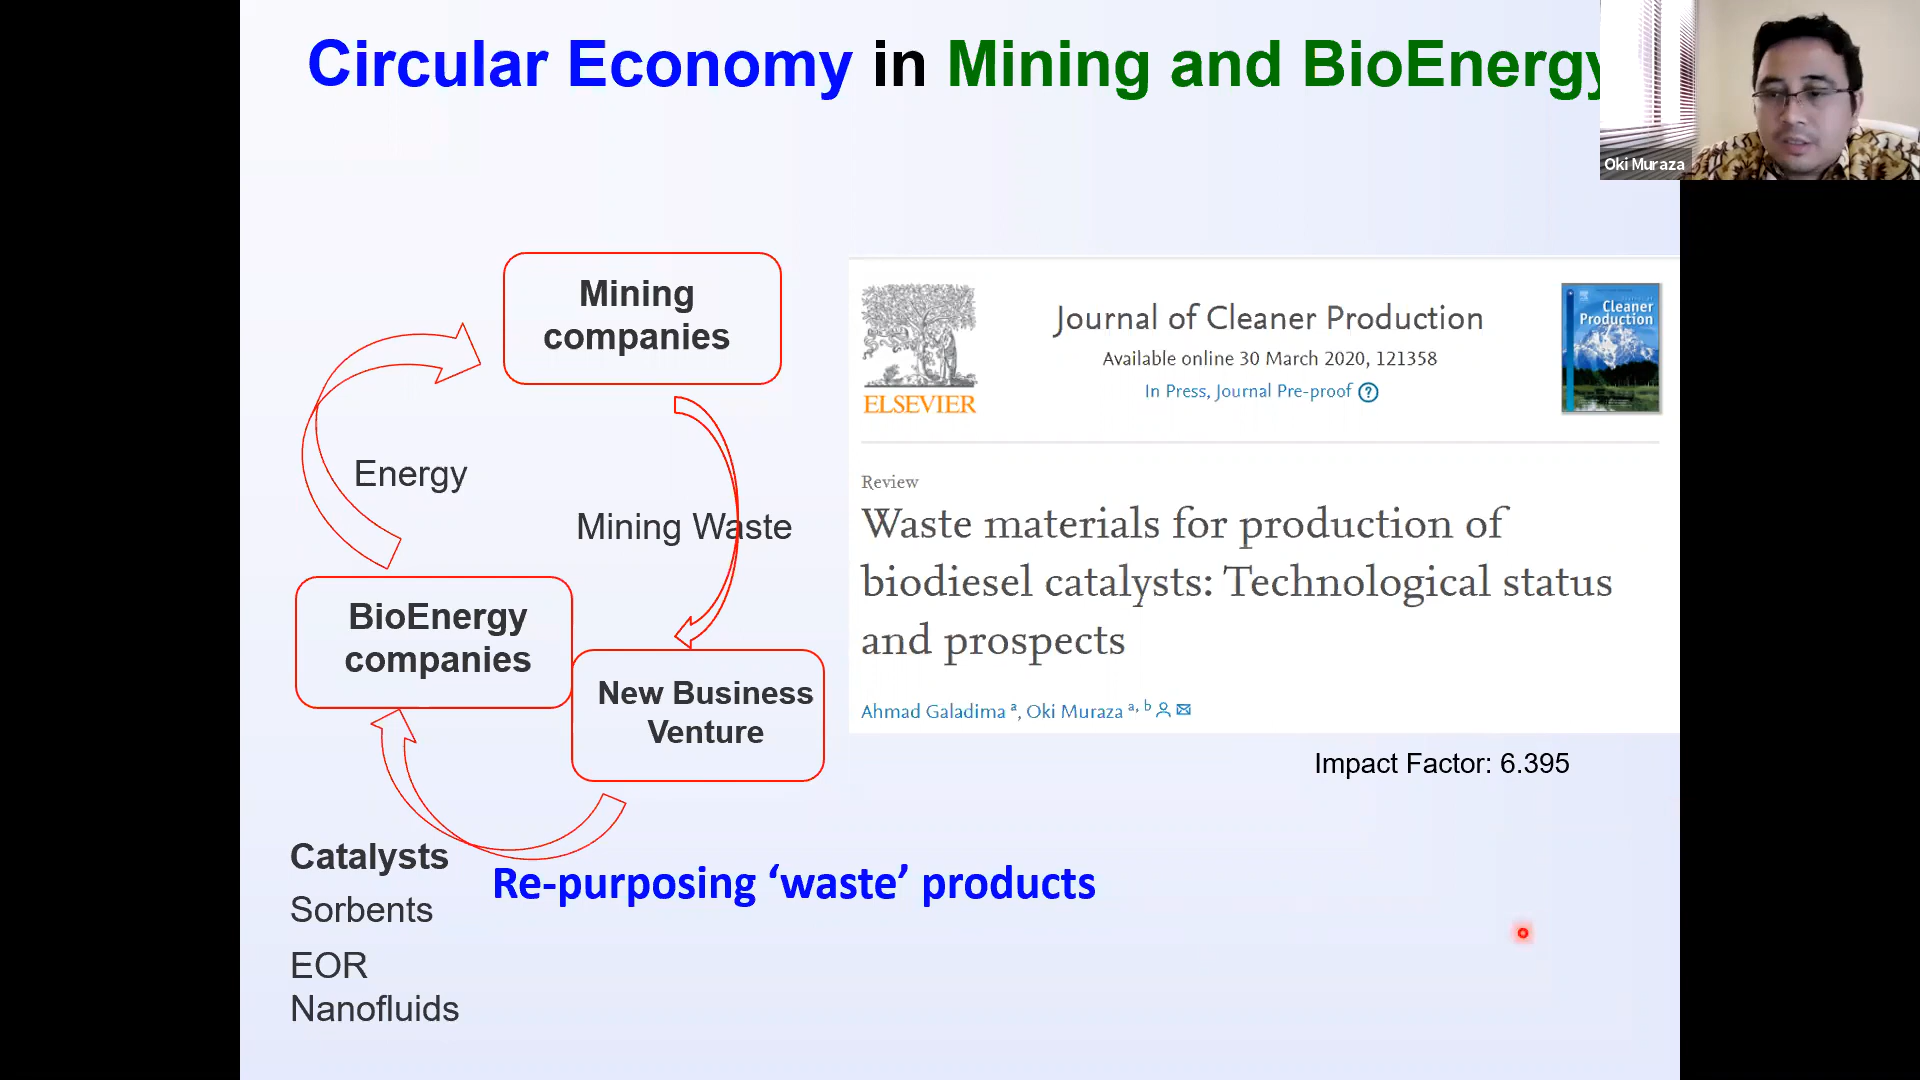 Circular Economy in Mining and BioEnergy
Oki Muraza
Mining
companies
Energy
Mining Waste
BioEnergy
companies
New Business
Venture
Catalysts
Sorbents
EOR
Nanofluids
Re-purposing ‘waste’ products
ELSEVIER
Journal of Cleaner Production
Available online 30 March 2020, 121358
In Press, Journal Pre-proof ?
Cleaner
Production
Review
Waste materials for production of
biodiesel catalysts: Technological status
and prospects
Ahmad Galadima a, Oki Muraza a, b
Impact Factor: 6.395